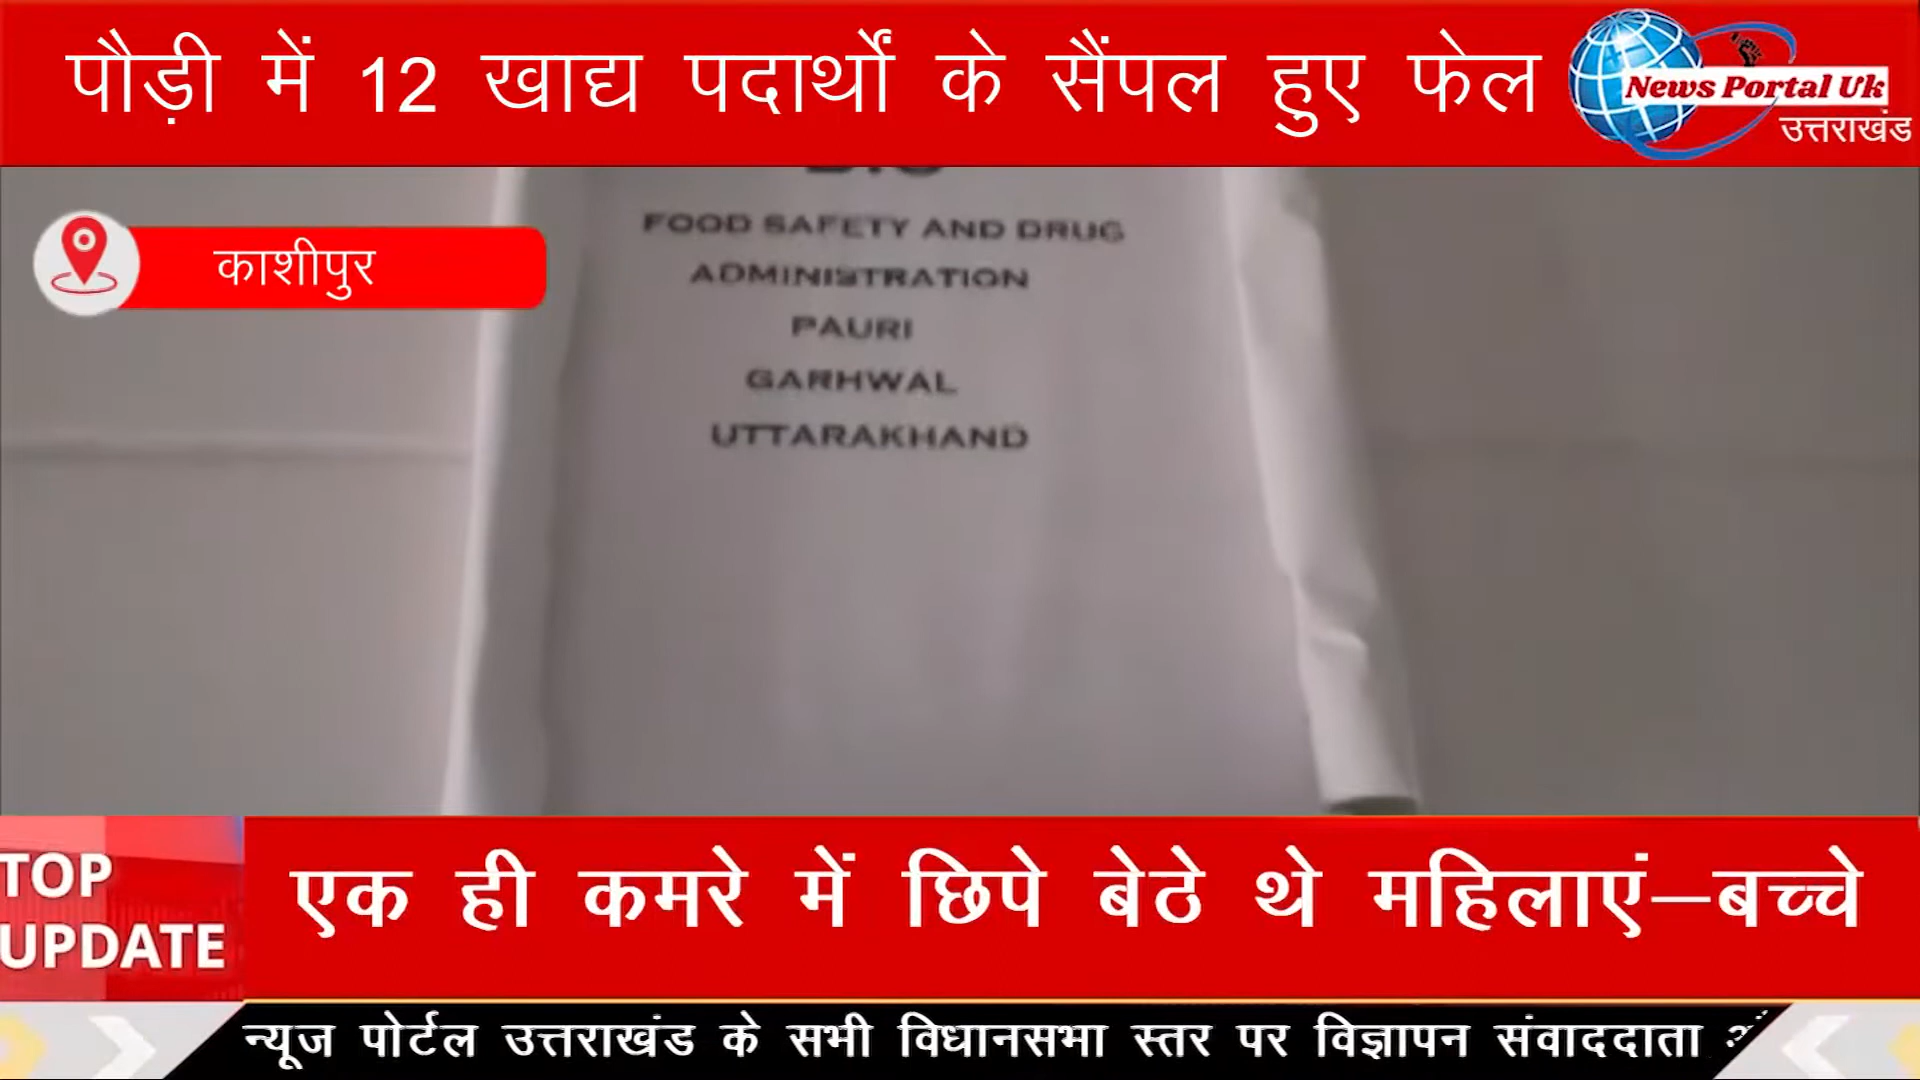 पौड़ी में 12 खाद्य पदार्थों के सैंपल हुए फेल
News Portal Uk
उत्तराखंड
काशीपुर
FOOD SAFETY AND DRUG
ADMINISTRATION
PAURI
GARHWAL
UTTARAKHAND
TOP
UPDATE
एक ही कमरे में छिपे बेठे थे महिलाएं–बच्चे
न्यूज पोर्टल उत्तराखंड के सभी विधानसभा स्तर पर विज्ञापन संवाददाता